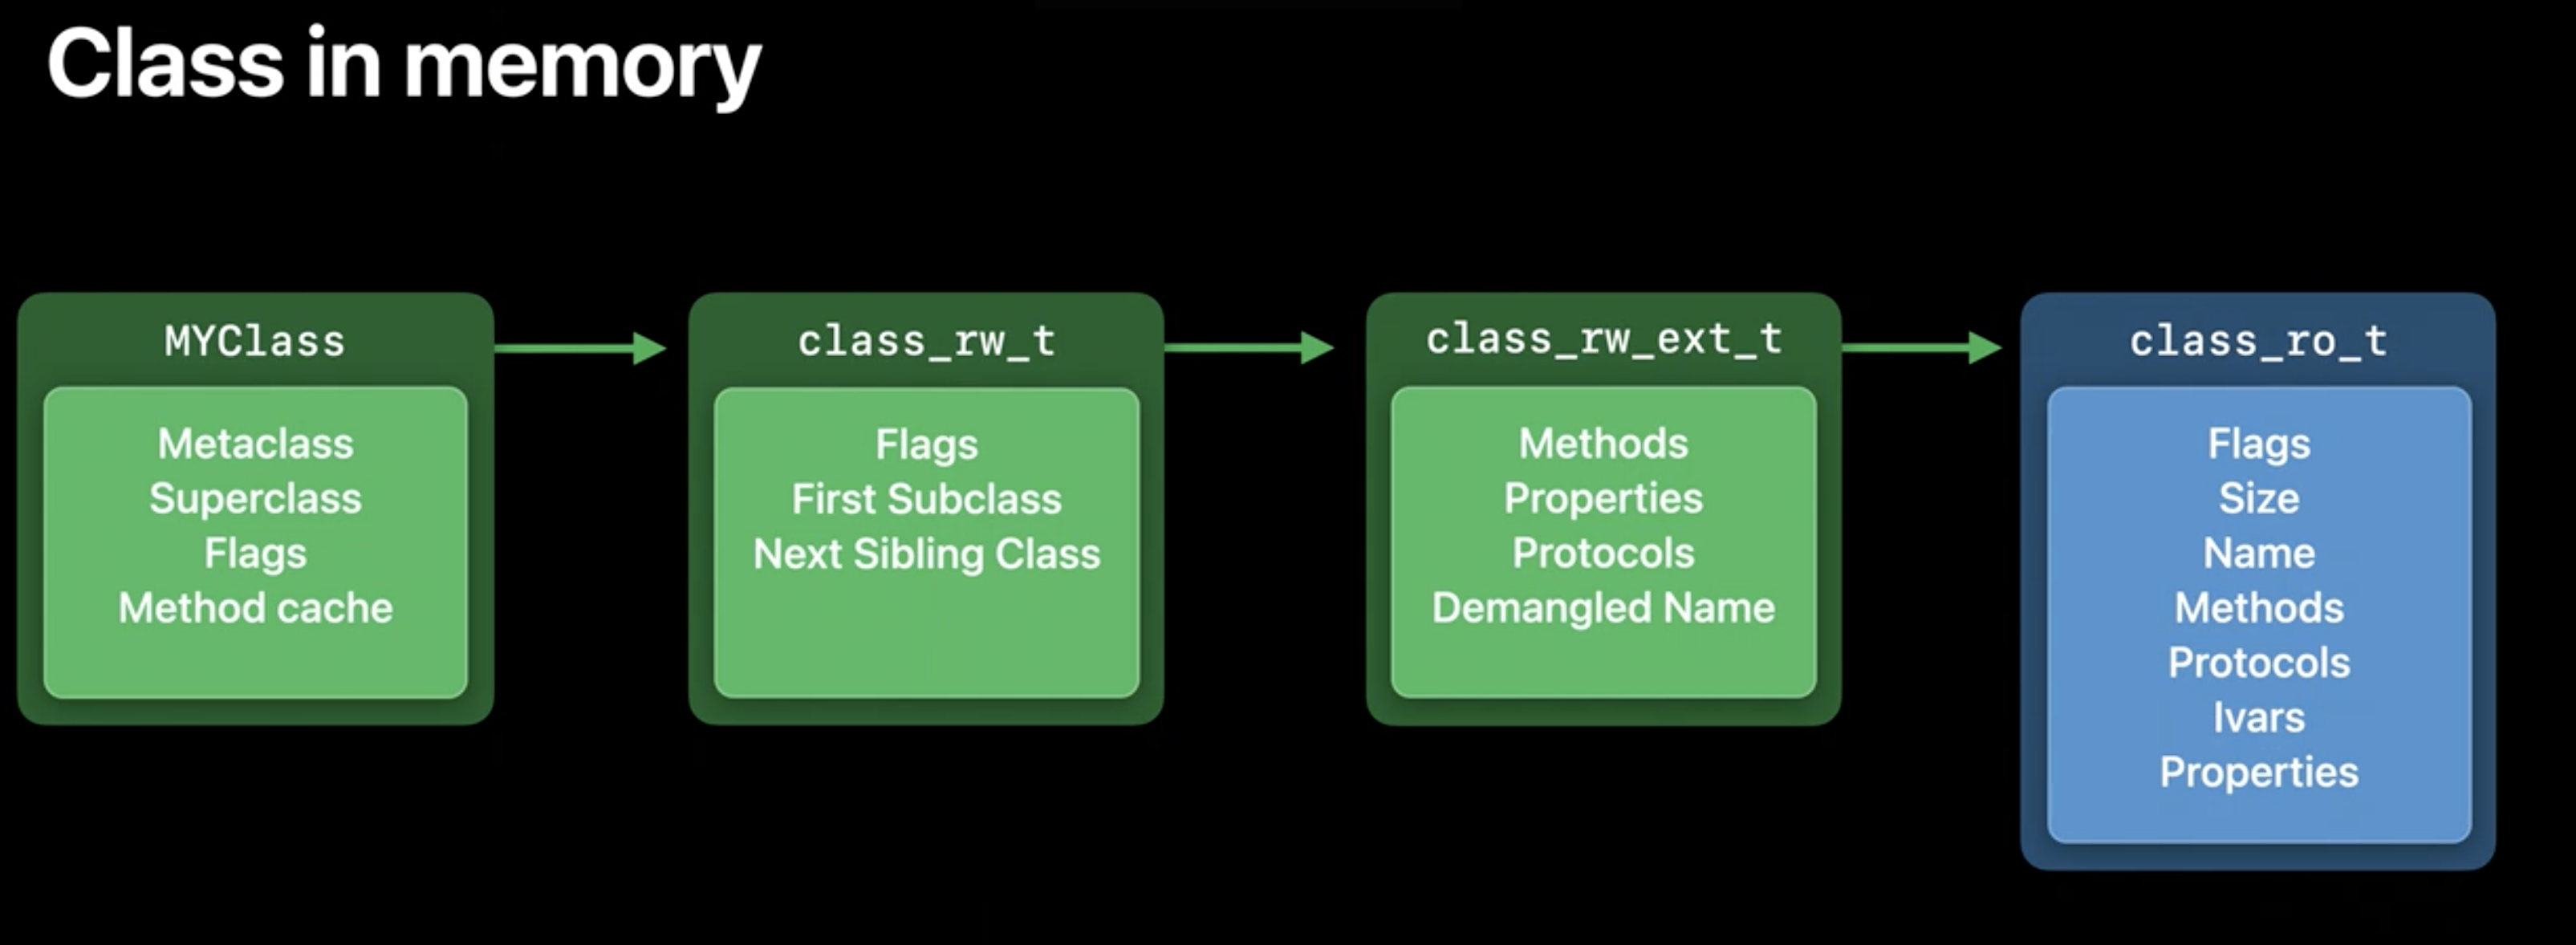 Class in memory
MYClass
Metaclass
Superclass
Flags
Method cache
class_rw_t
Flags
First Subclass
Next Sibling Class
class_rw_ext_t
Methods
Properties
Protocols
Demangled Name
class_ro_t
Flags
Size
Name
Methods
Protocols
Ivars
Properties